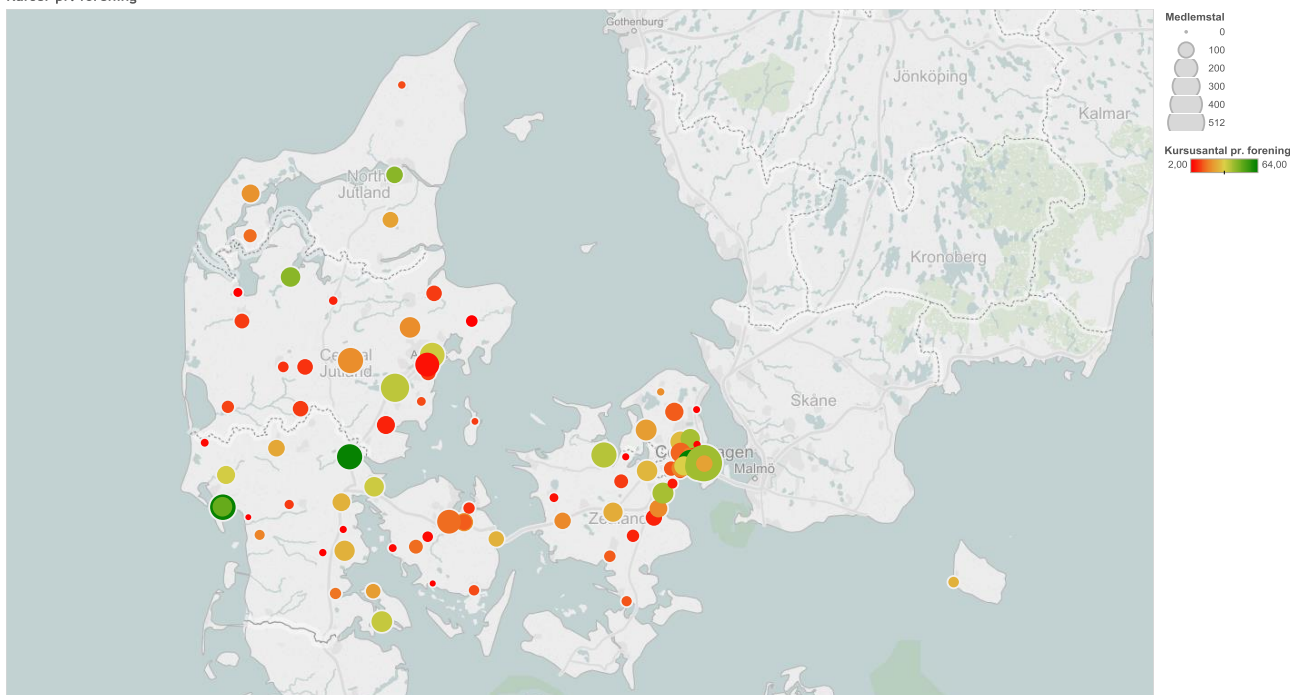 Medlemstal
0
100
200
300
400
512
Kursusantal pr. forening
2,00
64,00
Gothenburg
Jönköping
Kalmar
North
Jutland
Kronoberg
Central
Jutland
Skåne
Malmö